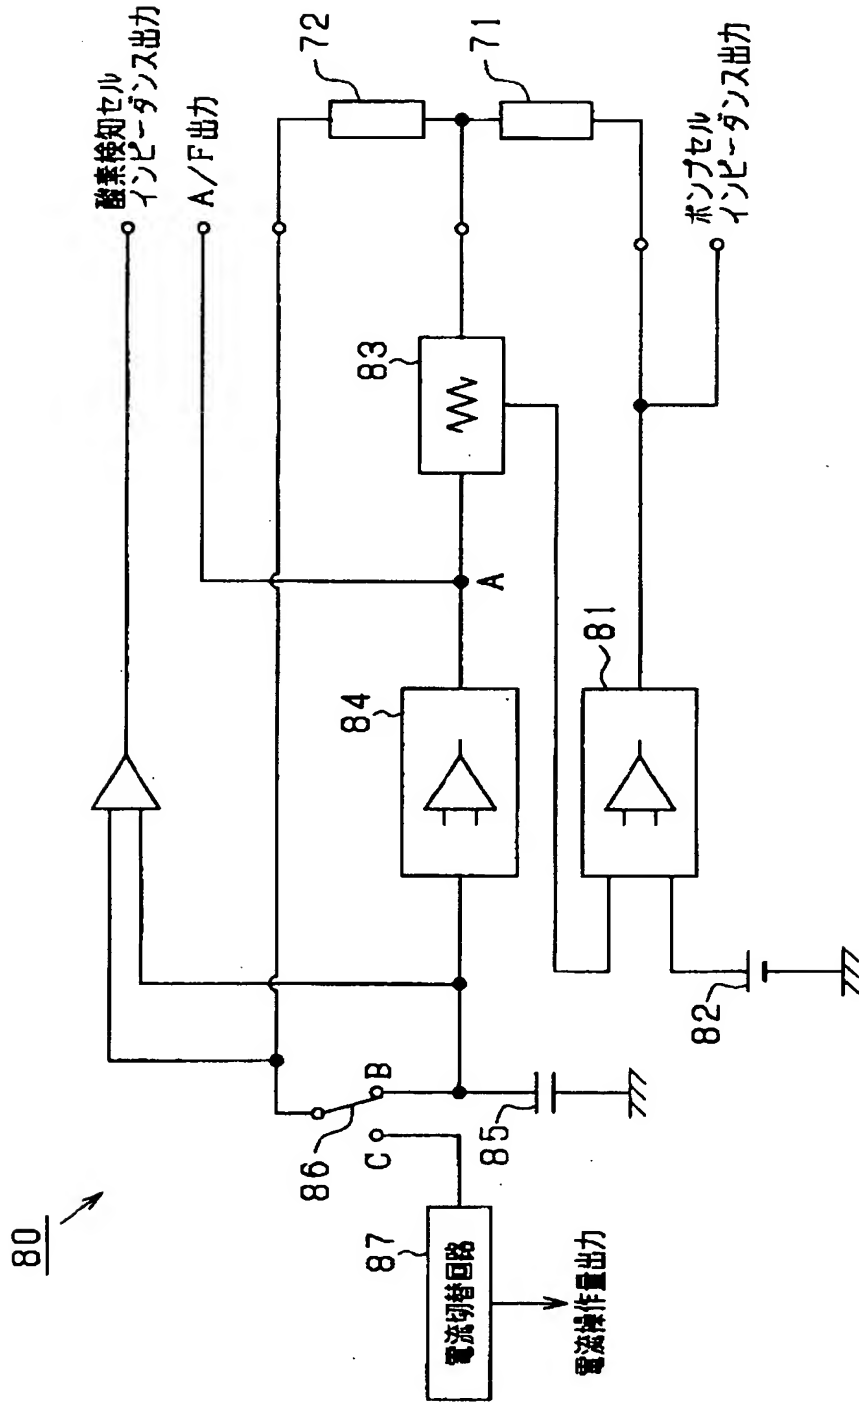 80
酸素検知セル
インピーダンス出力
A/F出力
72
71
83
A
84
81
ポンプセル
インピーダンス出力
86
B
C
85
82
87
電流切替回路
電流操作量出力